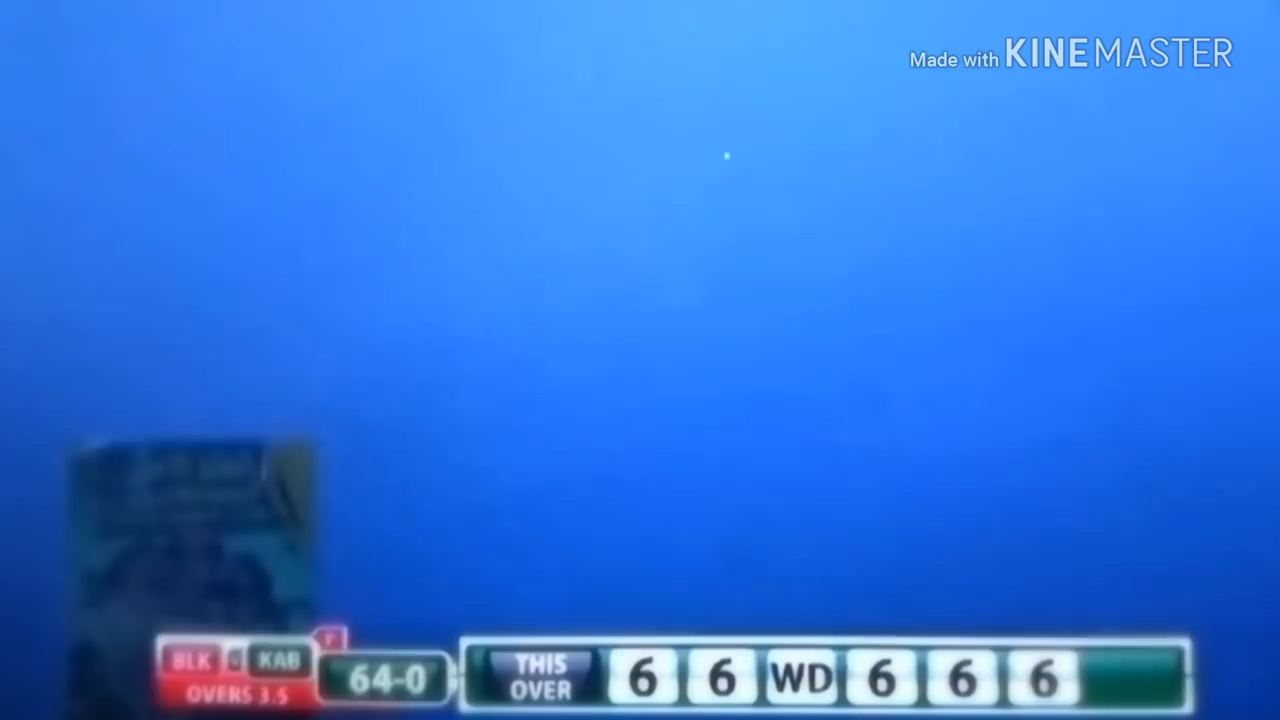 Made with KINEMASTER
BLK v KAB P
OVERS 3.5
64-0
THIS OVER
6 6 WD 6 6 6